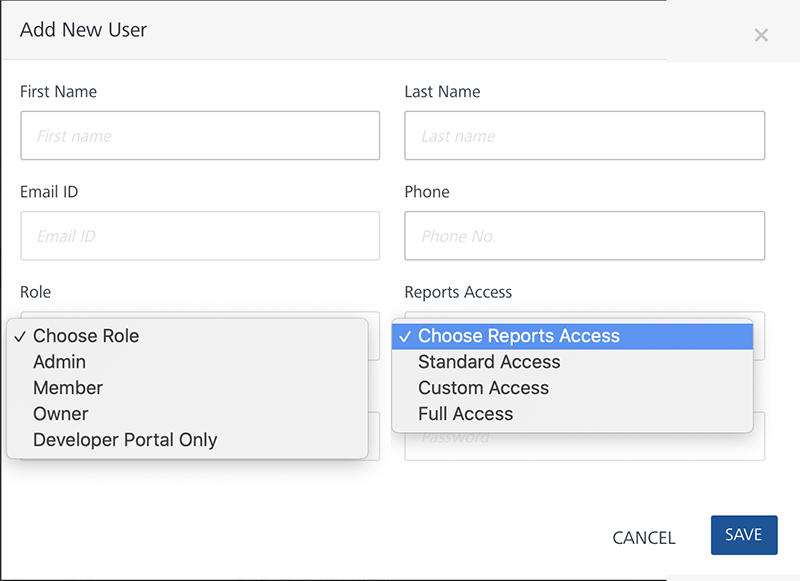 Add New User
×
First Name
Last Name
First name
Last name
Email ID
Phone
Email ID
Phone No.
Role
Reports Access
✓ Choose Role
Admin
Member
Owner
Developer Portal Only
✓ Choose Reports Access
Standard Access
Custom Access
Full Access
Password
CANCEL
SAVE